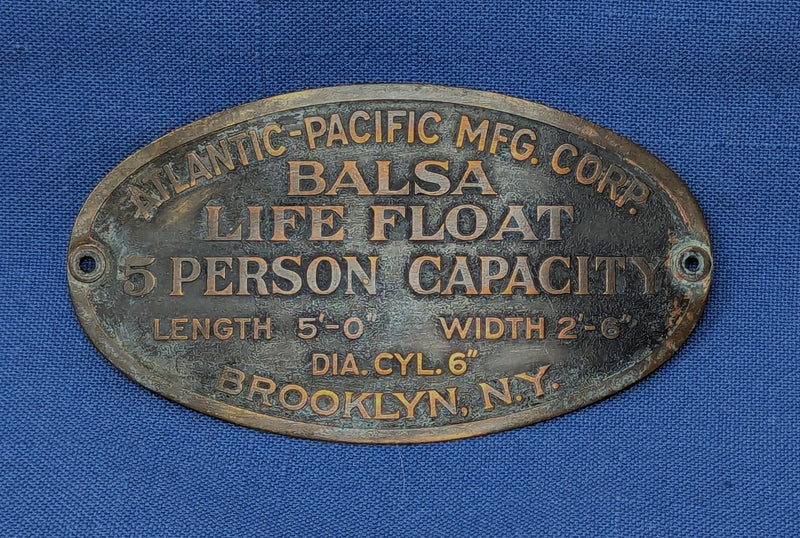 ATLANTIC-PACIFIC MFG. CORP.
BALSA
LIFE FLOAT
5 PERSON CAPACITY
LENGTH 5'-0" WIDTH 2'-6"
DIA. CYL. 6"
BROOKLYN, N.Y.